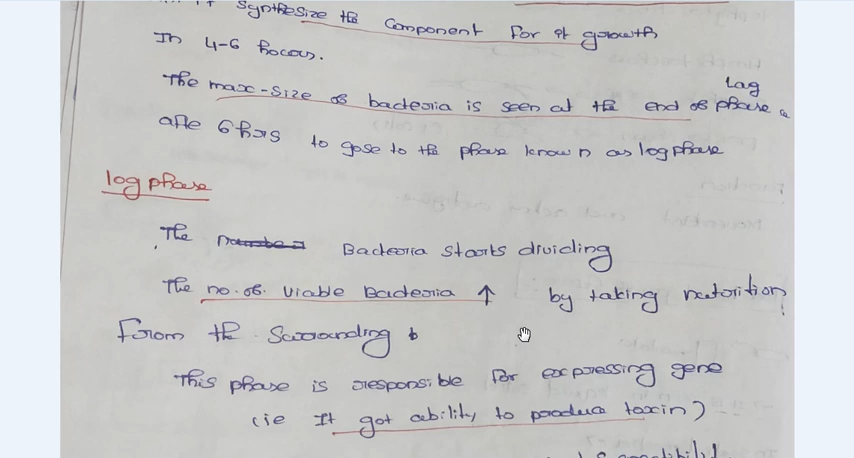 Synthesize the Component for it growth
In 4-6 hours.
The max-size of bacteria is seen at the end of Lag phase &
afte 6 hrs to gose to the phase known as log phase
log phase
The Bacteria starts dividing
The no. of. viable Bacteria ↑ by taking nutorition
From the Surrounding
This phase is responsible for expressing gene
(ie It got ability to produce toxin)